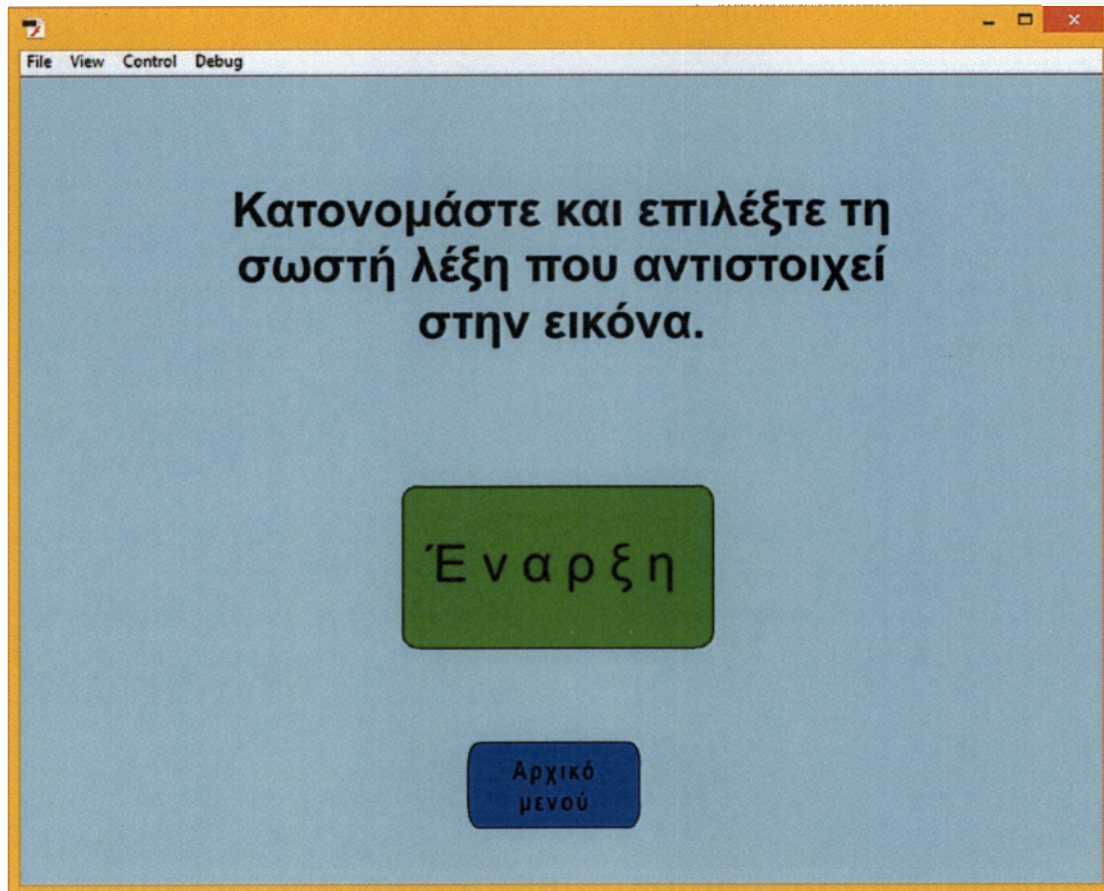 File View Control Debug
Κατονομάστε και επιλέξτε τη
σωστή λέξη που αντιστοιχεί
στην εικόνα.
Έναρξη
Αρχικό
μενού